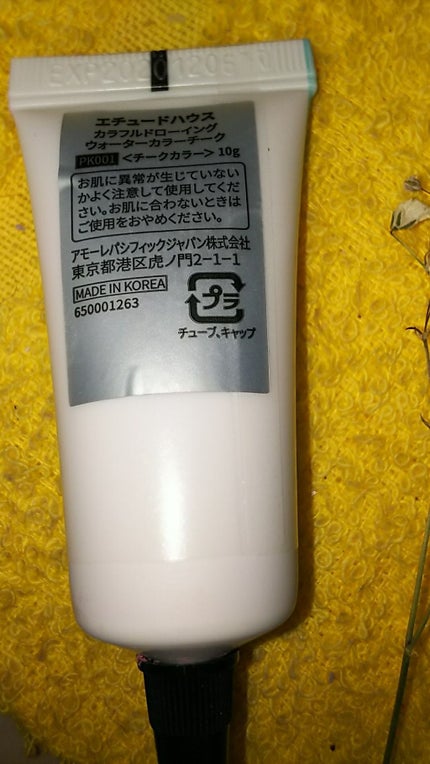 EXP20201206
エチュードハウス
カラフルドローイング
ウォーターカラーチーク
PK001 <チークカラー> 10g
お肌に異常が生じていない
かよく注意して使用してくだ
さい。お肌に合わないときは
ご使用をおやめください。
アモーレパシフィックジャパン株式会社
東京都港区虎ノ門2-1-1
MADE IN KOREA
650001263
プラ
チューブ、キャップ